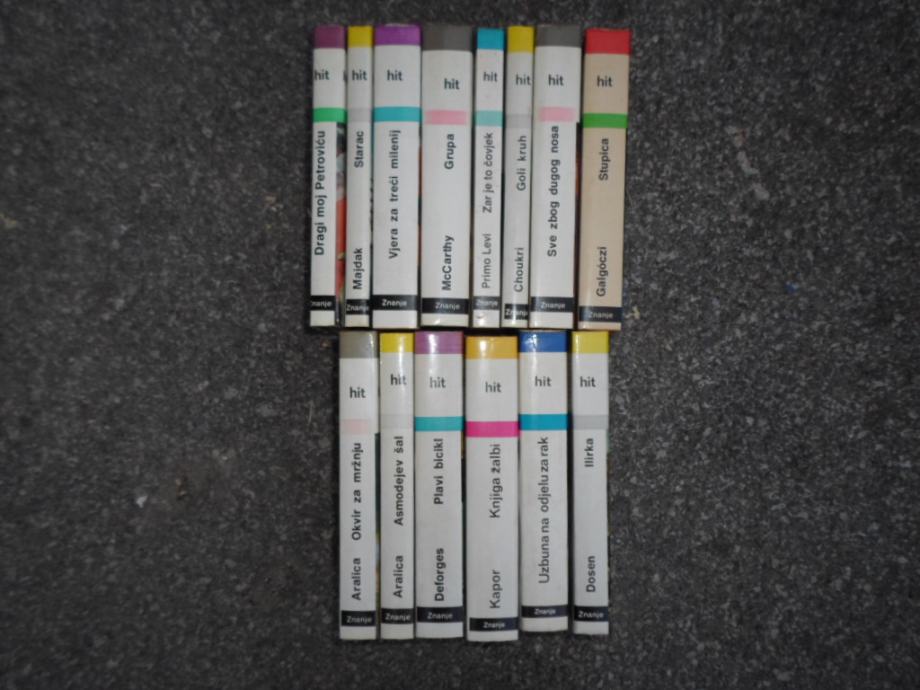 hit
Dragi moj Petroviću
Znanje
hit
Majdak Starac
Znanje
hit
Vjera za treći milenij
Znanje
hit
McCarthy Grupa
Znanje
hit
Primo Levi Zar je to čovjek
Znanje
hit
Choukri Goli kruh
Znanje
hit
Sve zbog dugog nosa
Znanje
hit
Galgóczi Stupica
Znanje
hit
Aralica Okvir za mržnju
Znanje
hit
Aralica Asmodejev šal
Znanje
hit
Deforges Plavi bicikl
Znanje
hit
Kapor Knjiga žalbi
Znanje
hit
Uzbuna na odjelu za rak
Znanje
hit
Dosen Ilirka
Znanje